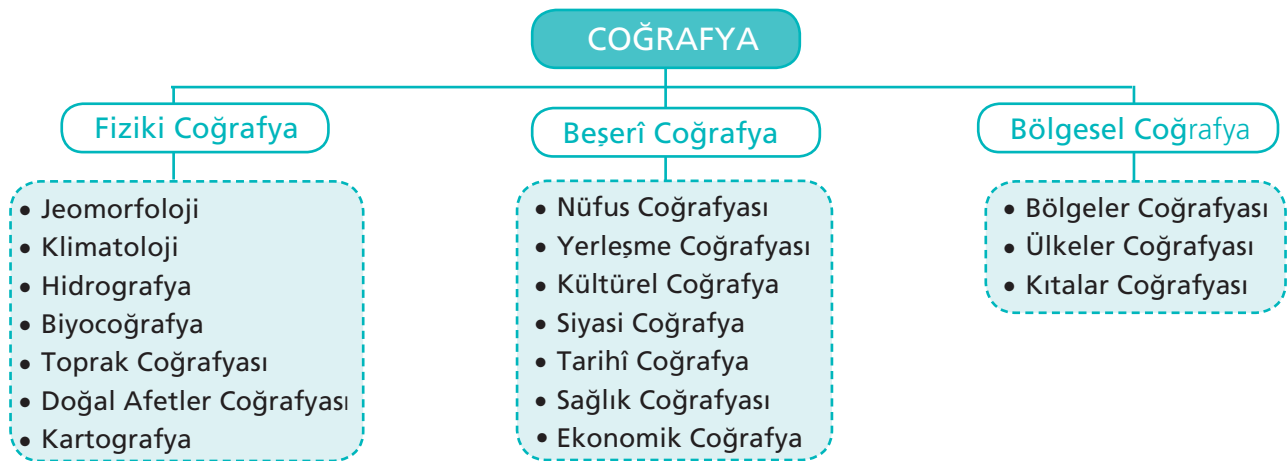 COĞRAFYA
Fiziki Coğrafya
• Jeomorfoloji
• Klimatoloji
• Hidrografya
• Biyocoğrafya
• Toprak Coğrafyası
• Doğal Afetler Coğrafyası
• Kartografya
Beşerî Coğrafya
• Nüfus Coğrafyası
• Yerleşme Coğrafyası
• Kültürel Coğrafya
• Siyasi Coğrafya
• Tarihî Coğrafya
• Sağlık Coğrafyası
• Ekonomik Coğrafya
Bölgesel Coğrafya
• Bölgeler Coğrafyası
• Ülkeler Coğrafyası
• Kıtalar Coğrafyası